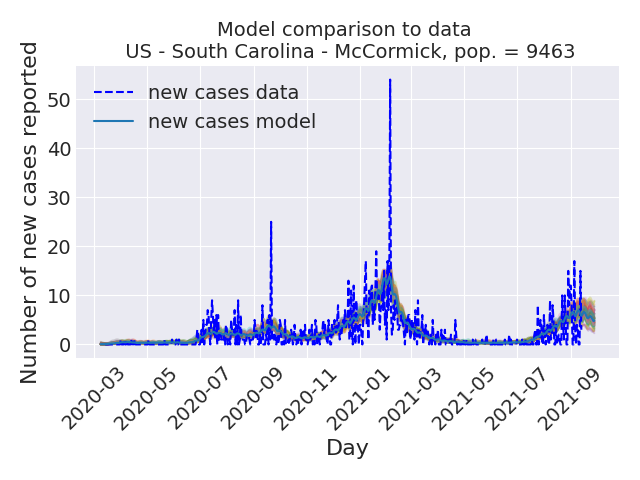 Model comparison to data
US - South Carolina - McCormick, pop. = 9463
Number of new cases reported
50
40
30
20
10
0
new cases data
new cases model
2020-03
2020-05
2020-07
2020-09
2020-11
2021-01
2021-03
2021-05
2021-07
2021-09
Day